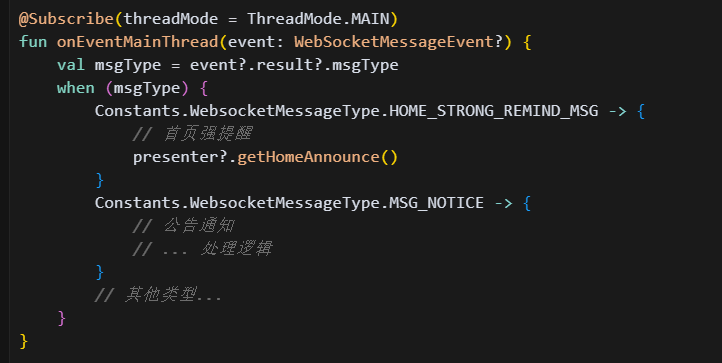 @Subscribe(threadMode = ThreadMode.MAIN)
fun onEventMainThread(event: WebSocketMessageEvent?) {
    val msgType = event?.result?.msgType
    when (msgType) {
        Constants.WebsocketMessageType.HOME_STRONG_REMIND_MSG -> {
            // 首页强提醒
            presenter?.getHomeAnnounce()
        }
        Constants.WebsocketMessageType.MSG_NOTICE -> {
            // 公告通知
            // ... 处理逻辑
        }
        // 其他类型...
    }
}